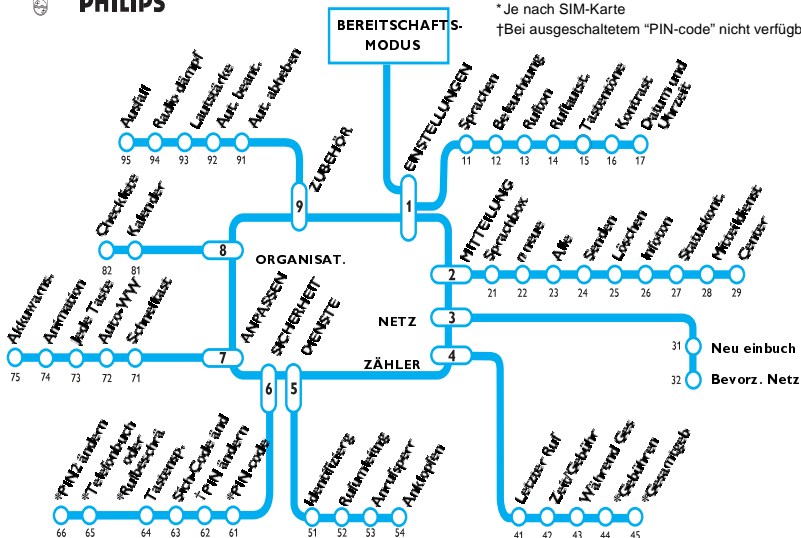 PHILIPS
*Je nach SIM-Karte
†Bei ausgeschaltetem “PIN-code” nicht verfügb
BEREITSCHAFTS-
MODUS
EINSTELLUNGEN
1
Sprachen
11
Beleuchtung
12
Rufton
13
Ruflautst.
14
Tastentöne
15
Kontrast
16
Datum und
Uhrzeit
17
MITTEILUNG
2
Sprachbox
21
n neue
22
Alle
23
Senden
24
Löschen
25
Infoton
26
Statuskont.
27
Mitteildienst
28
Center
29
NETZ
3
31
Neu einbuch
32
Bevorz. Netz
ZÄHLER
4
Letzter Ruf
41
Zeit/Gebühr
42
Während Ges
43
*Gebühren
44
*Gesamtgeb
45
DIENSTE
5
Identifizierg
51
Rufumleitung
52
Anrufsperr
53
Anklopfen
54
SICHERHEIT
6
*PIN-code
61
†PIN ändern
62
Sich-Code änd
63
Tastensp.
64
*Telefonbuch
oder
*Rufbeschrä
65
*PIN2 ändern
66
ANPASSEN
7
Schnelltast
71
Auto-WW
72
Jede Taste
73
Animation
74
Akkuwarns.
75
ORGANISAT.
8
Kalender
81
Checkliste
82
ZUBEHÖR
9
Aut. abheben
91
Aut. beant.
92
Lautstärke
93
Radio dämpf
94
Ausfall
95